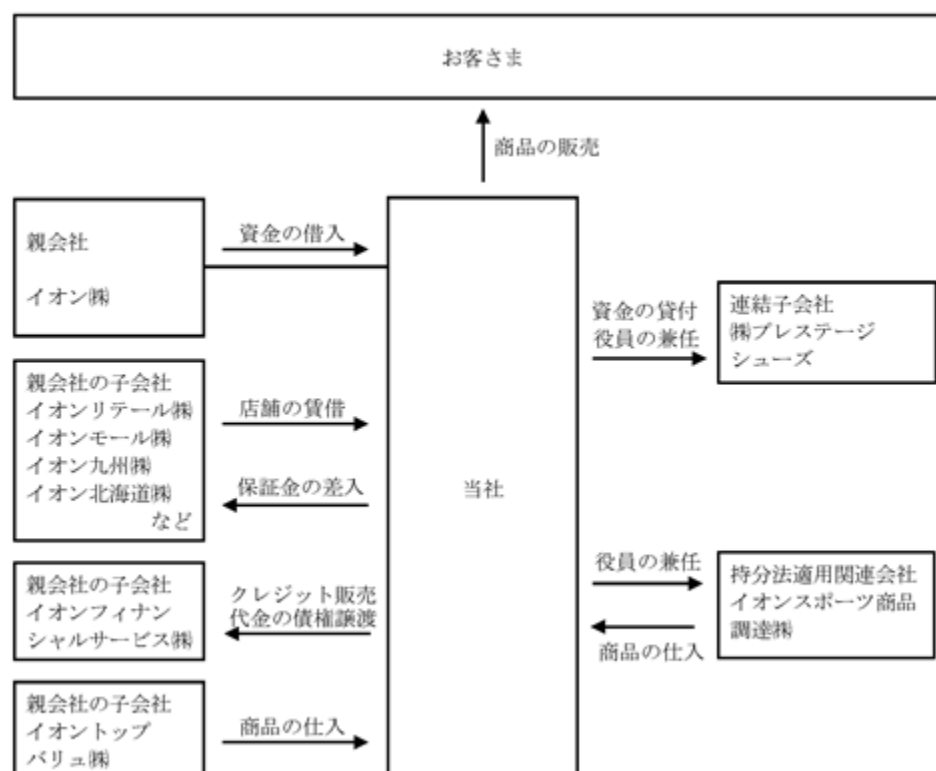 お客さま
商品の販売
親会社
イオン㈱
資金の借入
当社
資金の貸付
役員の兼任
連結子会社
㈱プレステージ
シューズ
親会社の子会社
イオンリテール㈱
イオンモール㈱
イオン九州㈱
イオン北海道㈱
など
店舗の賃借
保証金の差入
親会社の子会社
イオンフィナン
シャルサービス㈱
クレジット販売
代金の債権譲渡
役員の兼任
商品の仕入
持分法適用関連会社
イオンスポーツ商品
調達㈱
親会社の子会社
イオントップ
バリュ㈱
商品の仕入